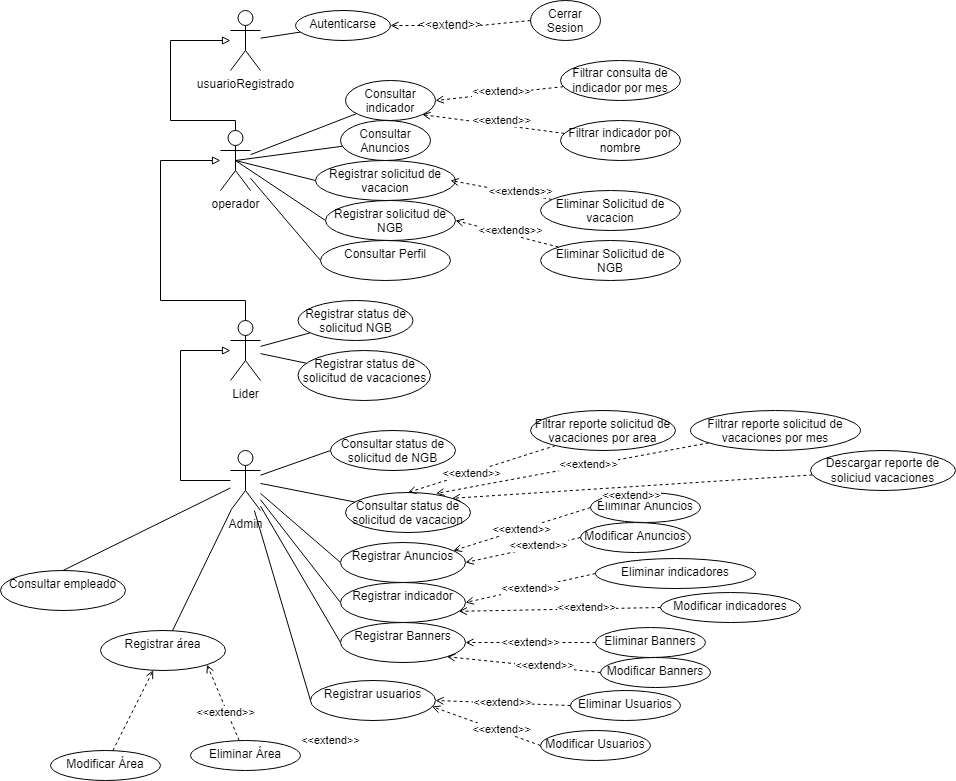 Autenticarse
<<extend>>
Cerrar
Sesion
usuarioRegistrado
Consultar
indicador
<<extend>>
Filtrar consulta de
indicador por mes
<<extend>>
Filtrar indicador por
nombre
Consultar
Anuncios
Registrar solicitud de
vacacion
<<extends>>
Eliminar Solicitud de
vacacion
operador
Registrar solicitud de
NGB
<<extends>>
Eliminar Solicitud de
NGB
Consultar Perfil
Registrar status de
solicitud NGB
Registrar status de
solicitud de vacaciones
Lider
Consultar status de
solicitud de NGB
Filtrar reporte solicitud de
vacaciones por area
Filtrar reporte solicitud de
vacaciones por mes
<<extend>>
<<extend>>
Descargar reporte de
soliciud vacaciones
<<extend>>
Consultar status de
solicitud de vacacion
Eliminar Anuncios
Admin
<<extend>>
Modificar Anuncios
<<extend>>
Registrar Anuncios
Eliminar indicadores
Consultar empleado
<<extend>>
Registrar indicador
<<extend>>
Modificar indicadores
Registrar Banners
<<extend>>
Eliminar Banners
<<extend>>
Modificar Banners
Registrar área
Registrar usuarios
<<extend>>
Eliminar Usuarios
<<extend>>
Modificar Usuarios
<<extend>>
<<extend>>
Modificar Área
Eliminar Área